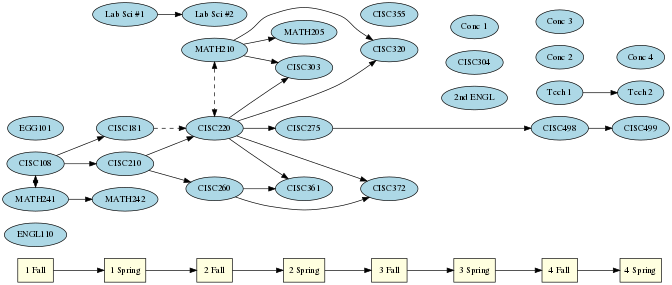 Lab Sci #1
Lab Sci #2
CISC355
Conc 1
Conc 3
MATH205
MATH210
CISC320
CISC303
CISC304
Conc 2
Conc 4
2nd ENGL
Tech 1
Tech 2
EGG101
CISC181
CISC220
CISC275
CISC498
CISC499
CISC108
CISC210
CISC260
CISC361
CISC372
MATH241
MATH242
ENGL110
1 Fall
1 Spring
2 Fall
2 Spring
3 Fall
3 Spring
4 Fall
4 Spring